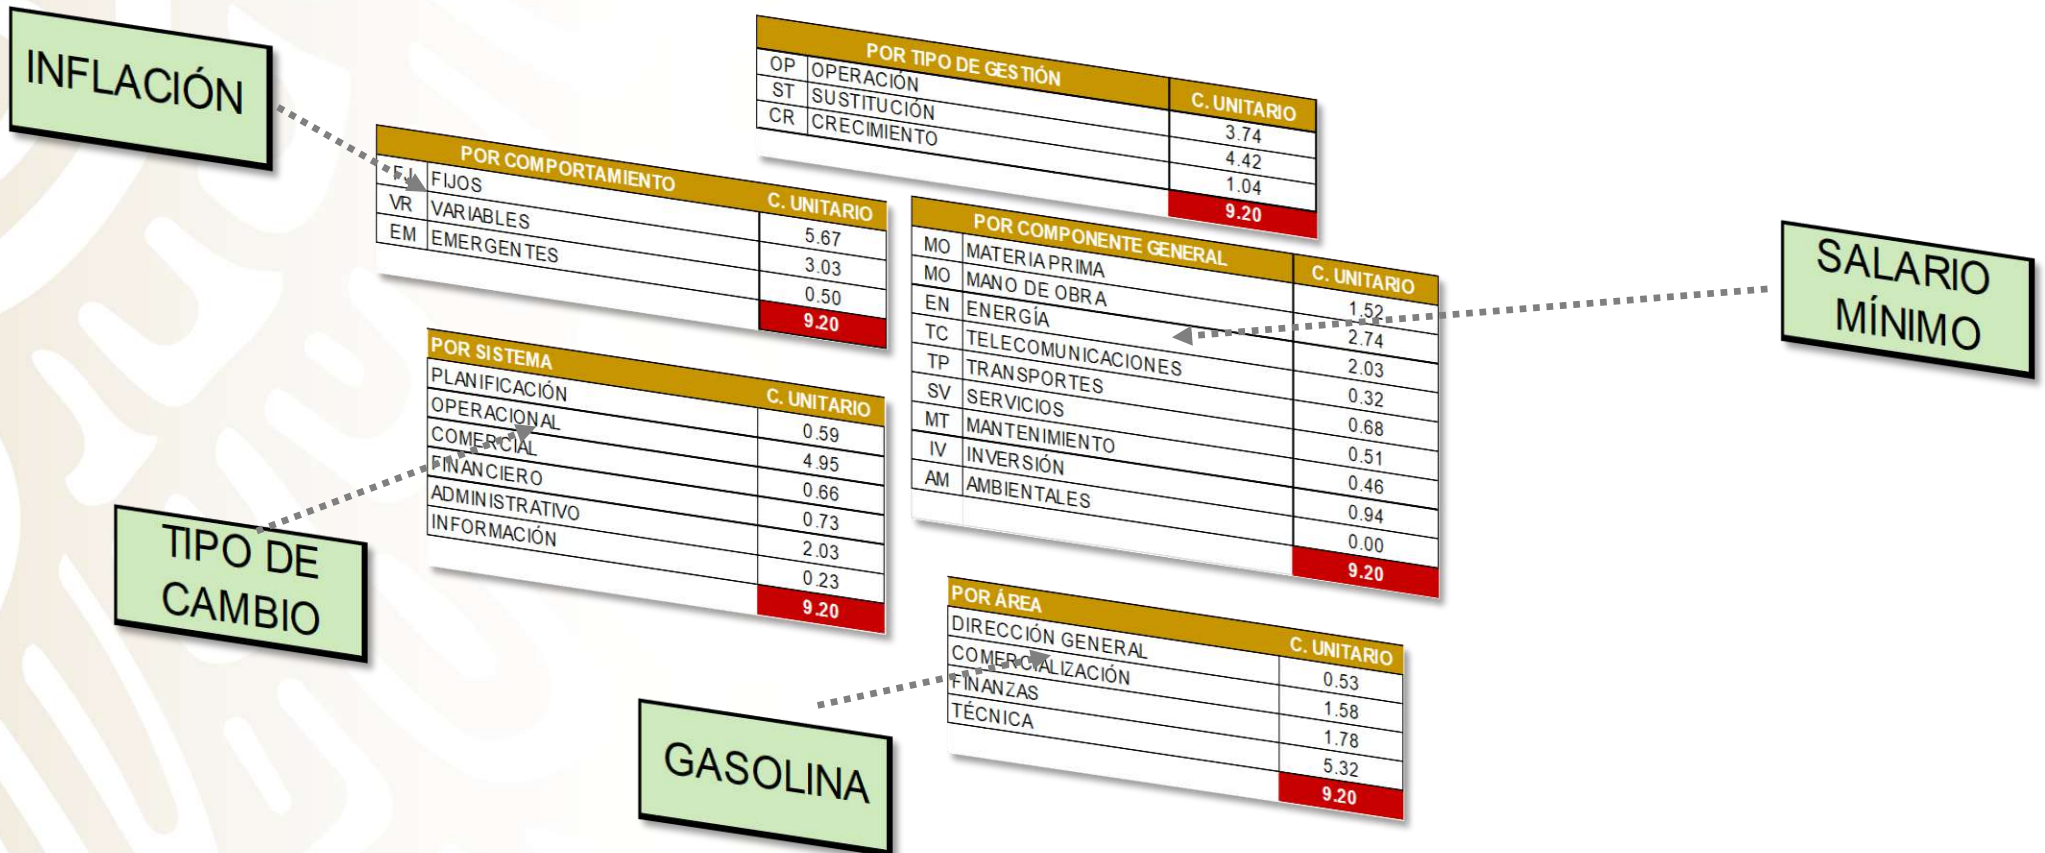 INFLACIÓN
POR TIPO DE GESTIÓN C. UNITARIO
OP OPERACIÓN 3.74
ST SUSTITUCIÓN 4.42
CR CRECIMIENTO 1.04
9.20
POR COMPORTAMIENTO C. UNITARIO
FJ FIJOS 5.67
VR VARIABLES 3.03
EM EMERGENTES 0.50
9.20
POR COMPONENTE GENERAL C. UNITARIO
MO MATERIA PRIMA 1.52
MO MANO DE OBRA 2.74
EN ENERGÍA 2.03
TC TELECOMUNICACIONES 0.32
TP TRANSPORTES 0.68
SV SERVICIOS 0.51
MT MANTENIMIENTO 0.46
IV INVERSIÓN 0.94
AM AMBIENTALES 0.00
9.20
SALARIO
MÍNIMO
POR SISTEMA C. UNITARIO
PLANIFICACIÓN 0.59
OPERACIONAL 4.95
COMERCIAL 0.66
FINANCIERO 0.73
ADMINISTRATIVO 2.03
INFORMACIÓN 0.23
9.20
TIPO DE
CAMBIO
POR ÁREA C. UNITARIO
DIRECCIÓN GENERAL 0.53
COMERCIALIZACIÓN 1.58
FINANZAS 1.78
TÉCNICA 5.32
9.20
GASOLINA